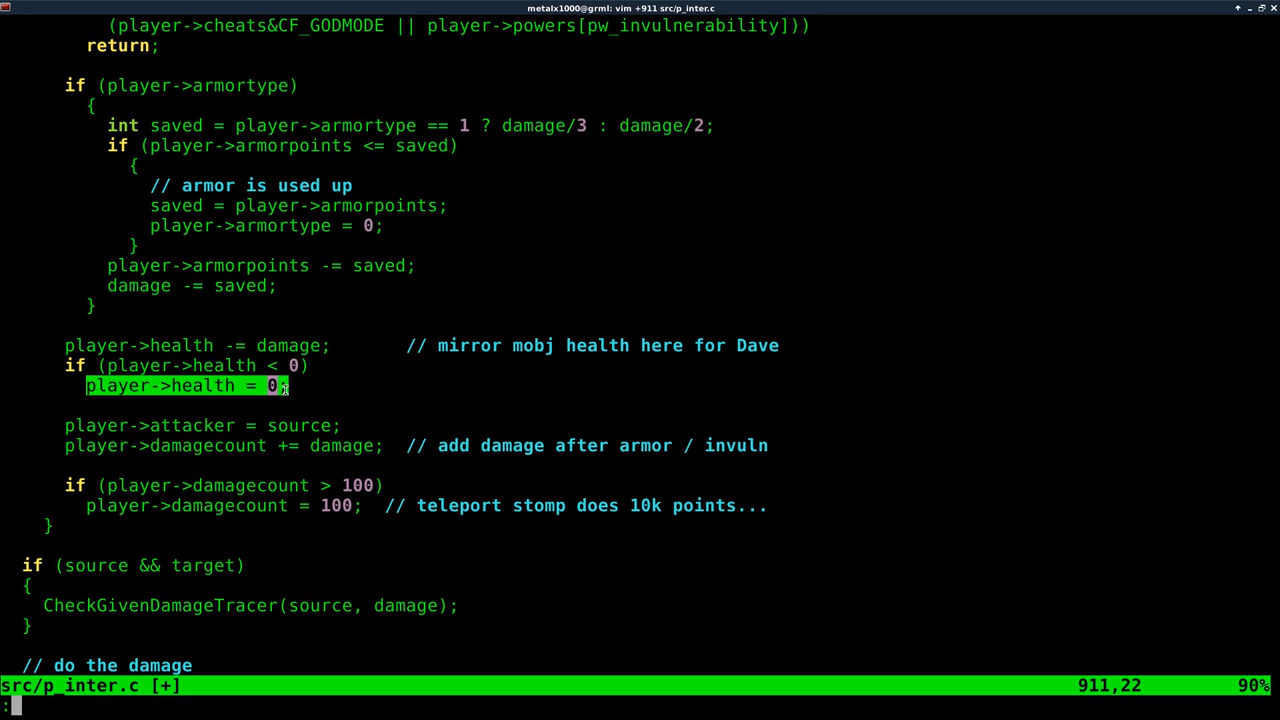 metalx1000@grml: vim +911 src/p_inter.c
(player->cheats&CF_GODMODE || player->powers[pw_invulnerability]))
return;
if (player->armortype)
{
int saved = player->armortype == 1 ? damage/3 : damage/2;
if (player->armorpoints <= saved)
{
// armor is used up
saved = player->armorpoints;
player->armortype = 0;
}
player->armorpoints -= saved;
damage -= saved;
}
player->health -= damage;       // mirror mobj health here for Dave
if (player->health < 0)
player->health = 0;
player->attacker = source;
player->damagecount += damage;  // add damage after armor / invuln
if (player->damagecount > 100)
player->damagecount = 100;  // teleport stomp does 10k points...
}
if (source && target)
{
CheckGivenDamageTracer(source, damage);
}
// do the damage
src/p_inter.c [+] 911,22 90%
: